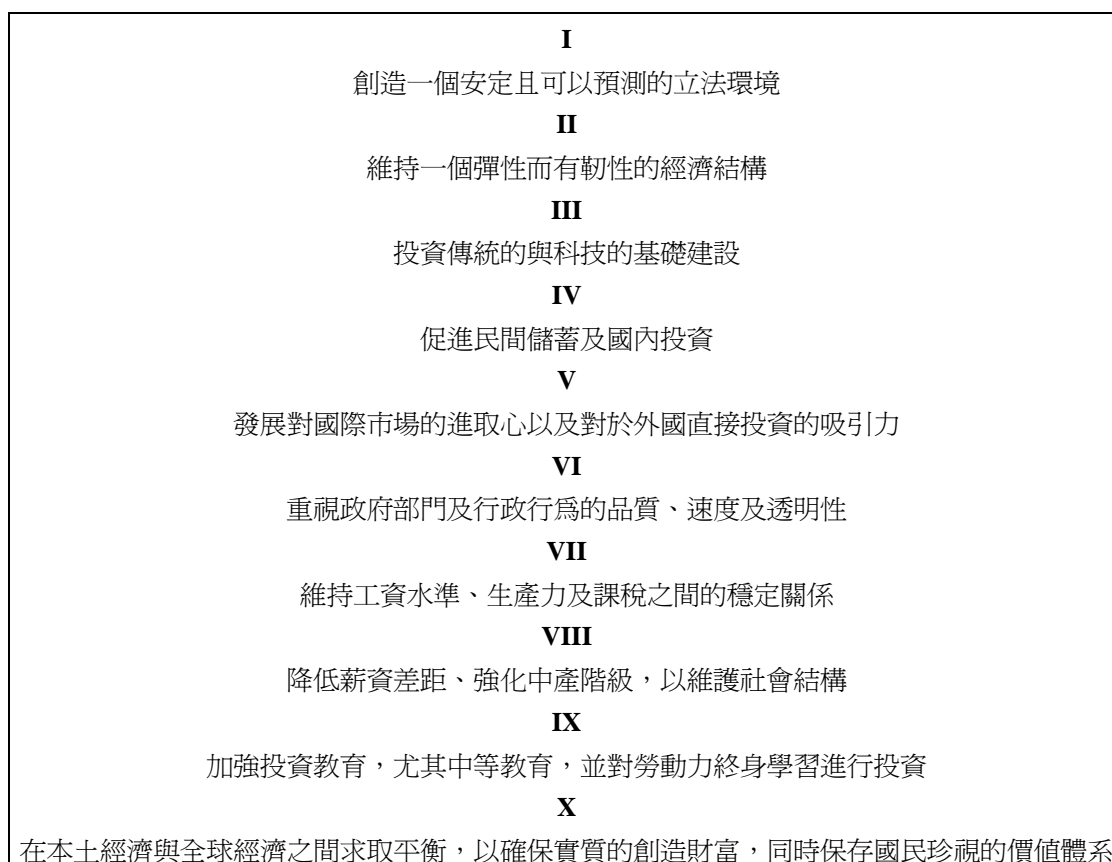 I
創造一個安定且可以預測的立法環境
II
維持一個彈性而有韌性的經濟結構
III
投資傳統的與科技的基礎建設
IV
促進民間儲蓄及國內投資
V
發展對國際市場的進取心以及對於外國直接投資的吸引力
VI
重視政府部門及行政行為的品質、速度及透明性
VII
維持工資水準、生產力及課稅之間的穩定關係
VIII
降低薪資差距、強化中產階級，以維護社會結構
IX
加強投資教育，尤其中等教育，並對勞動力終身學習進行投資
X
在本土經濟與全球經濟之間求取平衡，以確保實質的創造財富，同時保存國民珍視的價值體系